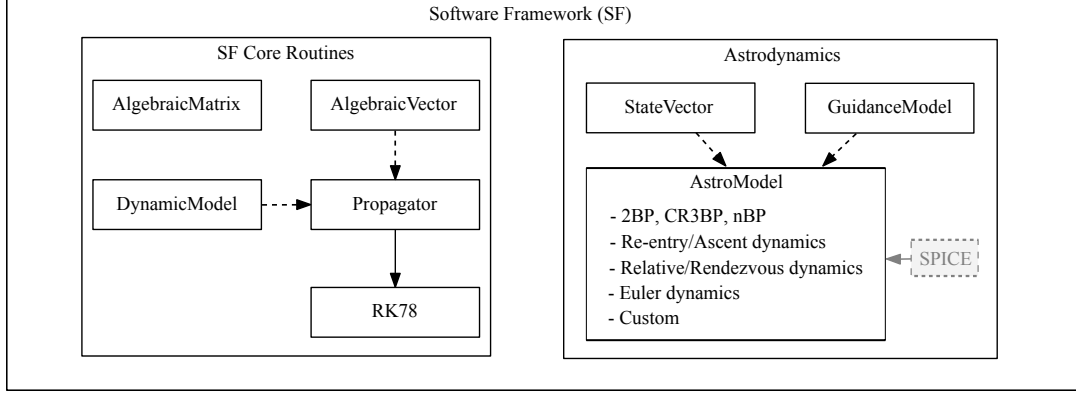 Software Framework (SF)
SF Core Routines
AlgebraicMatrix
AlgebraicVector
DynamicModel
Propagator
RK78
Astrodynamics
StateVector
GuidanceModel
AstroModel
- 2BP, CR3BP, nBP
- Re-entry/Ascent dynamics
- Relative/Rendezvous dynamics
- Euler dynamics
- Custom
SPICE